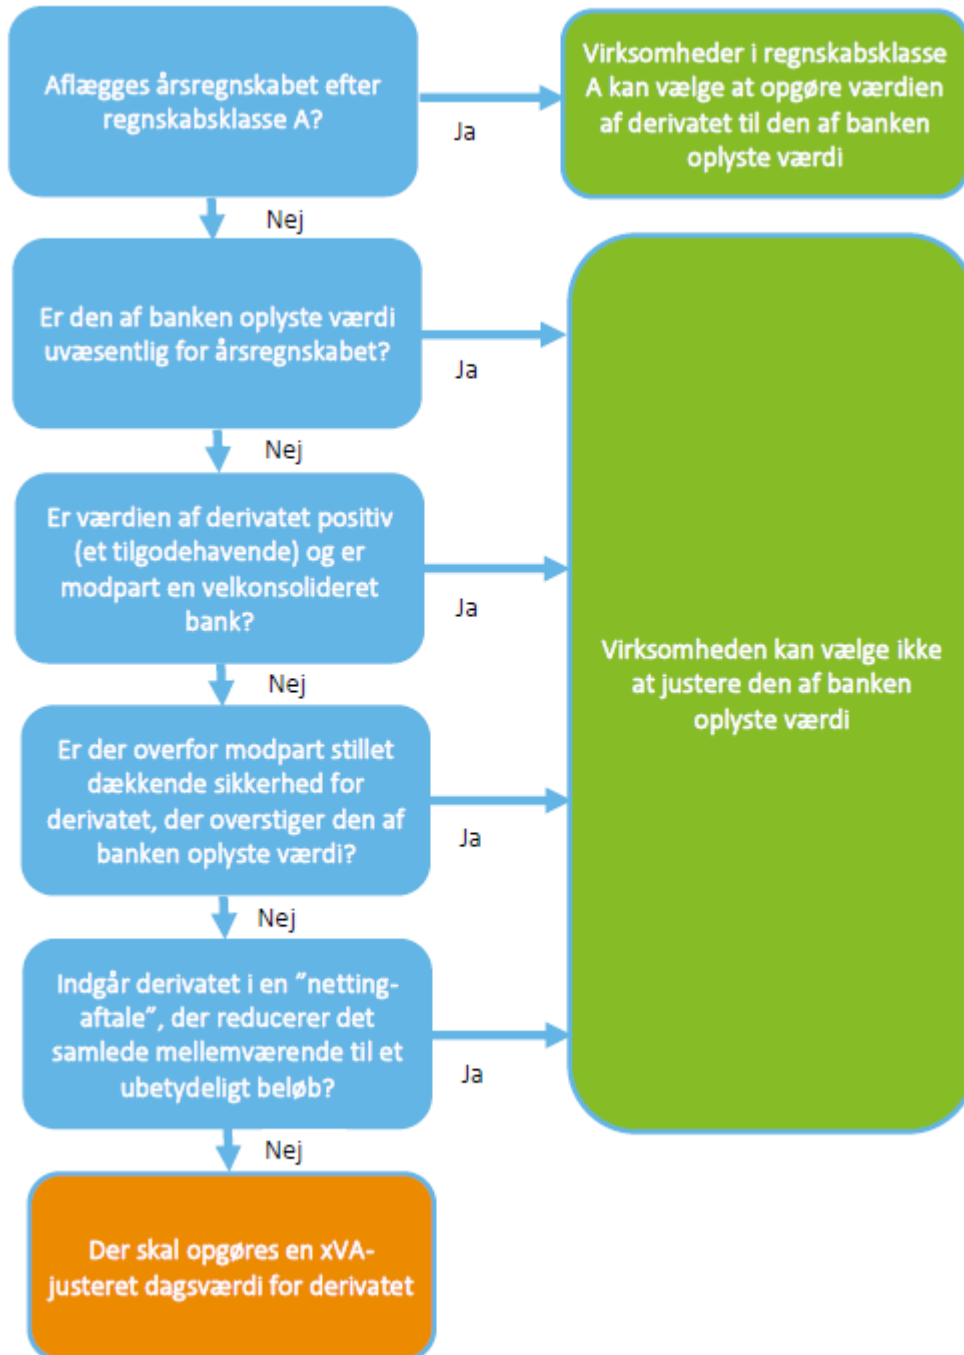 Aflægges årsregnskabet efter
regnskabsklasse A?
Ja
Virksomheder i regnskabsklasse
A kan vælge at opgøre værdien
af derivatet til den af banken
oplyste værdi
Nej
Er den af banken oplyste værdi
uvæsentlig for årsregnskabet?
Ja
Nej
Er værdien af derivatet positiv
(et tilgodehavende) og er
modpart en velkonsolideret
bank?
Ja
Nej
Er der overfor modpart stillet
dækkende sikkerhed for
derivatet, der overstiger den af
banken oplyste værdi?
Ja
Nej
Indgår derivatet i en ”netting-
aftale”, der reducerer det
samlede mellemværende til et
ubetydeligt beløb?
Ja
Virksomheden kan vælge ikke
at justere den af banken
oplyste værdi
Nej
Der skal opgøres en xVA-
justeret dagsværdi for derivatet